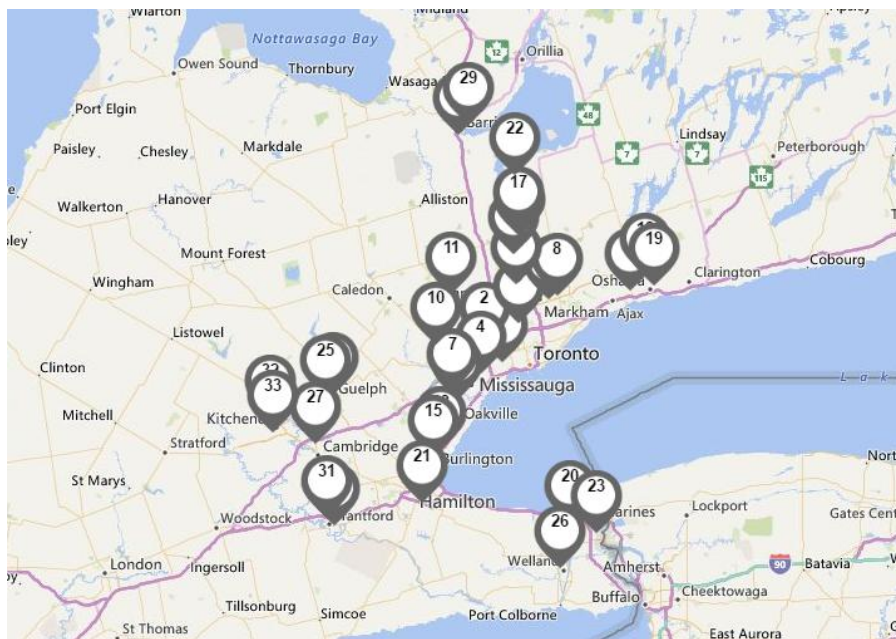 Wiarton
Midland
Nottawasaga Bay
12
Orillia
Owen Sound
Thornbury
Wasaga
29
Port Elgin
48
Barrie
22
Lindsay
Paisley
Chesley
Markdale
7
7
Peterborough
115
Walkerton
Hanover
Alliston
17
Mount Forest
11
8
19
Oshawa
Clarington
Cobourg
Wingham
Caledon
10
2
Markham
Ajax
Listowel
4
7
Toronto
25
Clinton
32
33
Guelph
Mississauga
Mitchell
27
Kitchener
15
Oakville
Stratford
Cambridge
21
Burlington
St Marys
31
Hamilton
20
23
Lockport
Gates Center
Woodstock
Brantford
26
London
Ingersoll
Welland
Amherst
90
Batavia
Tillsonburg
Simcoe
Port Colborne
Buffalo
Cheektowaga
St Thomas